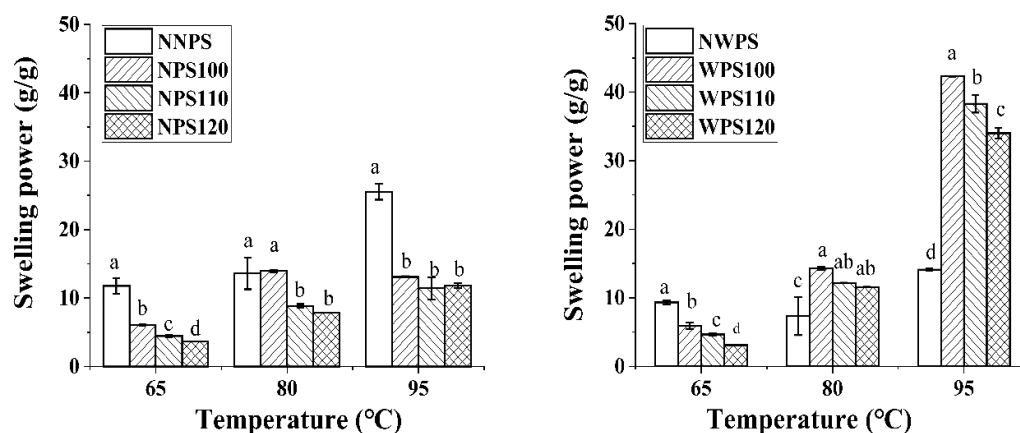 50
40
30
20
10
0
Swelling power (g/g)
NNPS
NPS100
NPS110
NPS120
a
b
c
d
a
a
b
b
a
b
b
b
65
80
95
Temperature (°C)
50
40
30
20
10
0
Swelling power (g/g)
NWPS
WPS100
WPS110
WPS120
a
b
c
d
c
a
ab
ab
d
a
b
c
65
80
95
Temperature (°C)